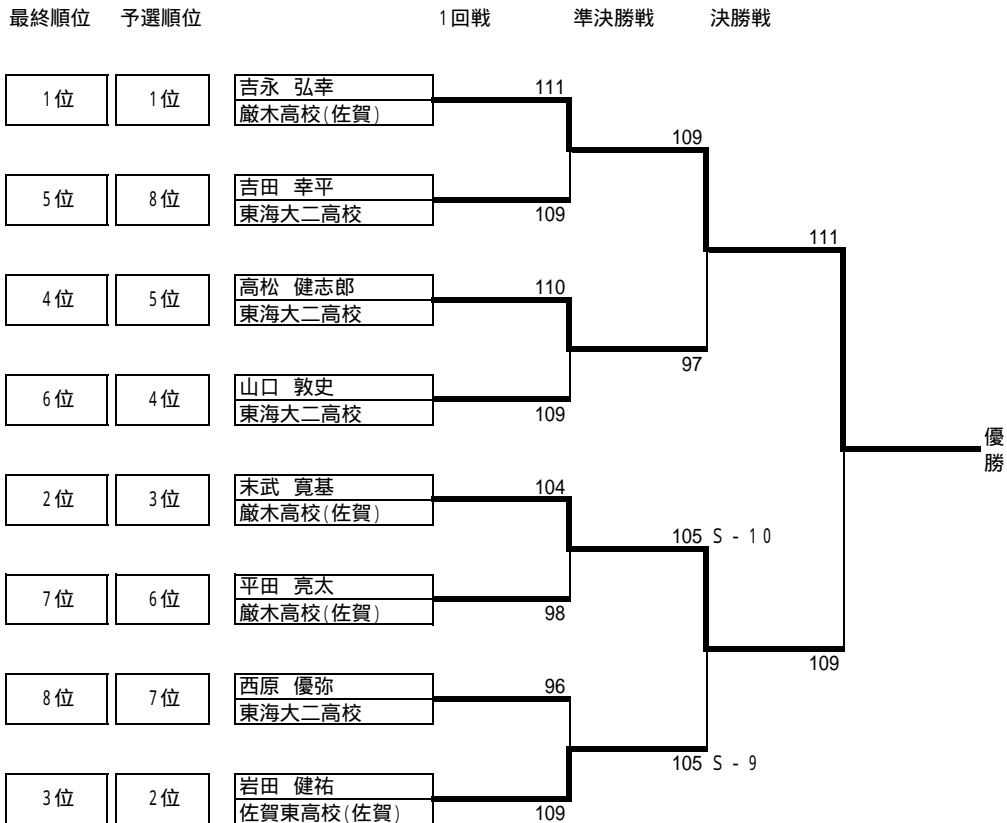 最終順位 予選順位 1回戦 準決勝戦 決勝戦
1位 1位 吉永 弘幸 111
厳木高校(佐賀)
109
5位 8位 吉田 幸平
東海大二高校 109
111
4位 5位 高松 健志郎 110
東海大二高校
97
6位 4位 山口 敦史
東海大二高校 109
優
勝
2位 3位 末武 寛基 104
厳木高校(佐賀)
105 S - 10
7位 6位 平田 亮太
厳木高校(佐賀) 98
109
8位 7位 西原 優弥 96
東海大二高校
105 S - 9
3位 2位 岩田 健祐
佐賀東高校(佐賀) 109